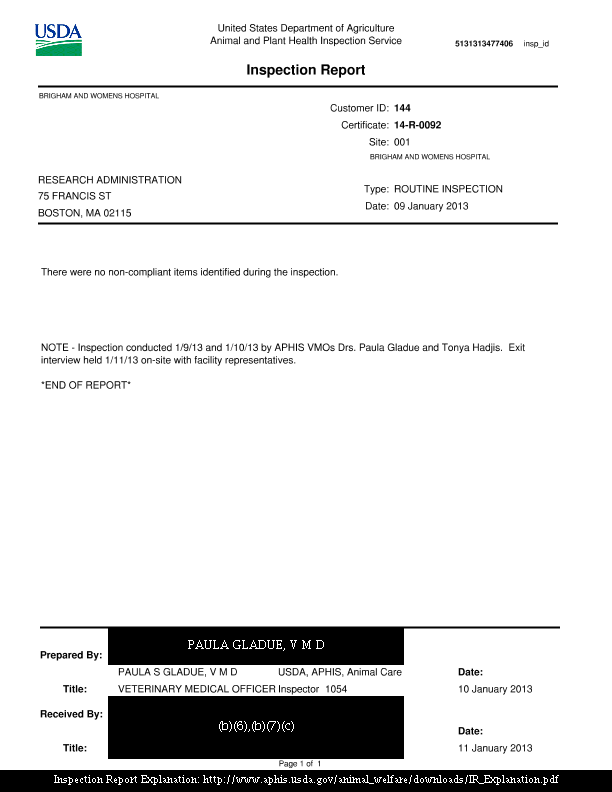 USDA
United States Department of Agriculture
Animal and Plant Health Inspection Service
5131313477406 insp_id
Inspection Report
BRIGHAM AND WOMENS HOSPITAL
Customer ID: 144
Certificate: 14-R-0092
Site: 001
BRIGHAM AND WOMENS HOSPITAL
RESEARCH ADMINISTRATION
75 FRANCIS ST
BOSTON, MA 02115
Type: ROUTINE INSPECTION
Date: 09 January 2013
There were no non-compliant items identified during the inspection.
NOTE - Inspection conducted 1/9/13 and 1/10/13 by APHIS VMOs Drs. Paula Gladue and Tonya Hadjis. Exit
interview held 1/11/13 on-site with facility representatives.
*END OF REPORT*
PAULA GLADUE, V M D
Prepared By:
PAULA S GLADUE, V M D USDA, APHIS, Animal Care Date:
Title: VETERINARY MEDICAL OFFICER Inspector 1054 10 January 2013
Received By:
(b)(6),(b)(7)(c)
Date:
Title: 11 January 2013
Page 1 of 1
Inspection Report Explanation: http://www.aphis.usda.gov/animal_welfare/downloads/IR_Explanation.pdf